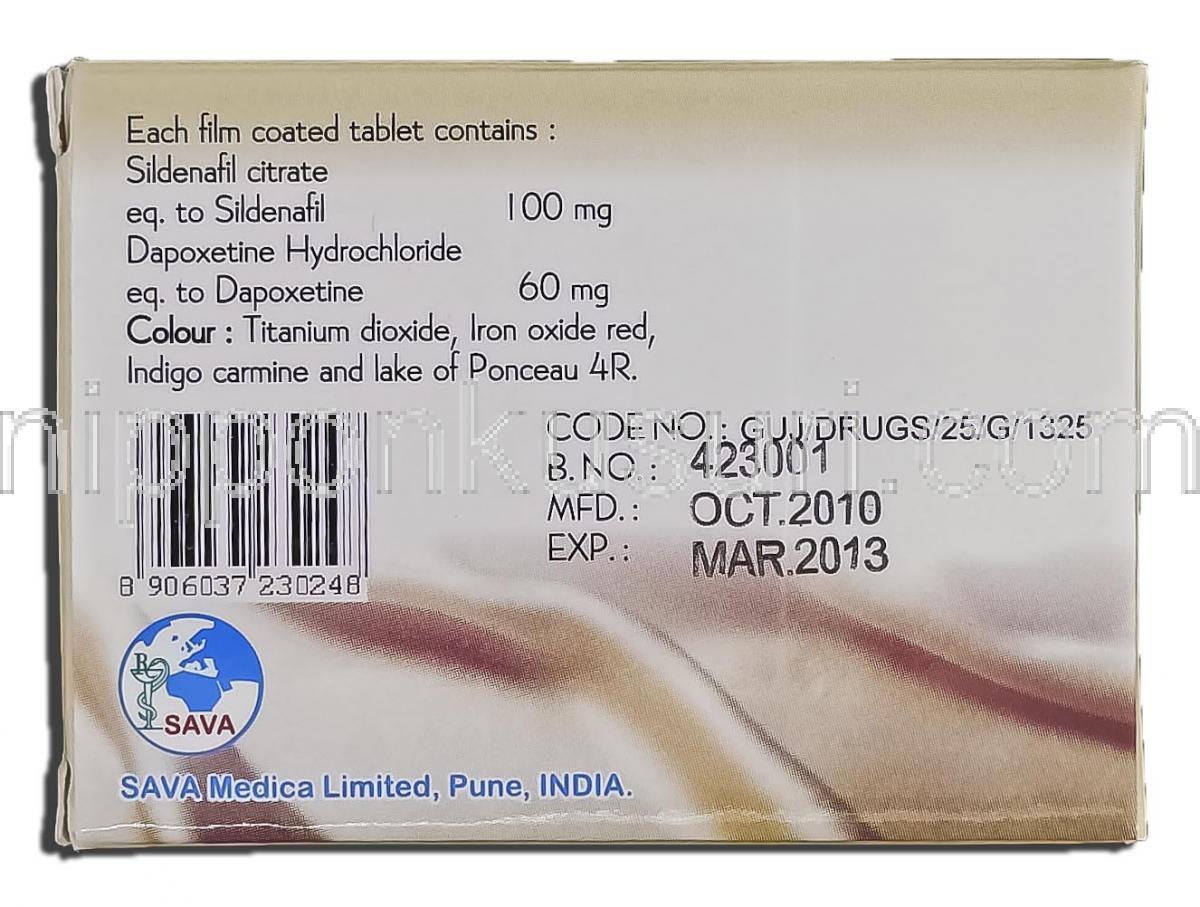 Each film coated tablet contains :
Sildenafil citrate
eq. to Sildenafil 100 mg
Dapoxetine Hydrochloride
eq. to Dapoxetine 60 mg
Colour : Titanium dioxide, Iron oxide red,
Indigo carmine and lake of Ponceau 4R.
nipponkusuri.com
CODE NO.: GUJ/DRUGS/25/G/1325
B. NO. : 423001
MFD. : OCT.2010
EXP. : MAR.2013
8 906037 230248
R
SAVA
SAVA Medica Limited, Pune, INDIA.